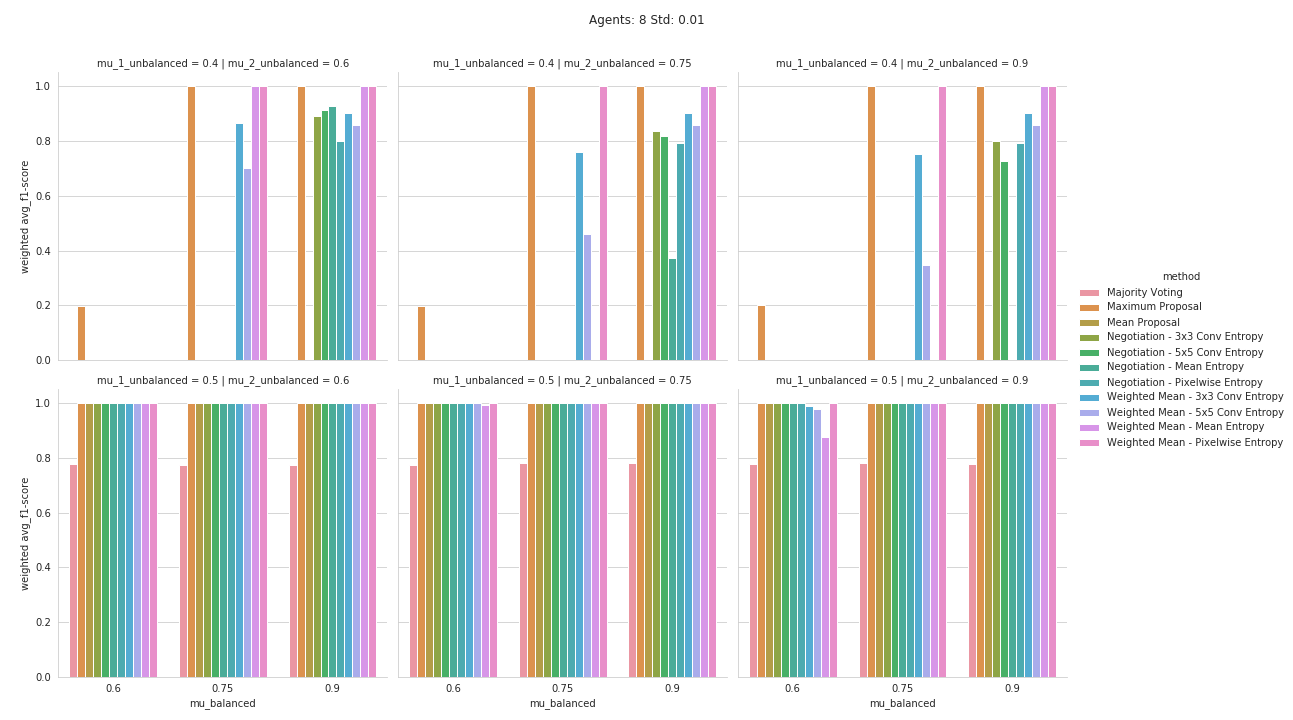 Agents: 8 Std: 0.01
mu_1_unbalanced = 0.4 | mu_2_unbalanced = 0.6
mu_1_unbalanced = 0.4 | mu_2_unbalanced = 0.75
mu_1_unbalanced = 0.4 | mu_2_unbalanced = 0.9
weighted avg_f1-score
1.0
0.8
0.6
0.4
0.2
0.0
mu_1_unbalanced = 0.5 | mu_2_unbalanced = 0.6
mu_1_unbalanced = 0.5 | mu_2_unbalanced = 0.75
mu_1_unbalanced = 0.5 | mu_2_unbalanced = 0.9
weighted avg_f1-score
1.0
0.8
0.6
0.4
0.2
0.0
0.6 0.75 0.9
mu_balanced
0.6 0.75 0.9
mu_balanced
0.6 0.75 0.9
mu_balanced
method
Majority Voting
Maximum Proposal
Mean Proposal
Negotiation - 3x3 Conv Entropy
Negotiation - 5x5 Conv Entropy
Negotiation - Mean Entropy
Negotiation - Pixelwise Entropy
Weighted Mean - 3x3 Conv Entropy
Weighted Mean - 5x5 Conv Entropy
Weighted Mean - Mean Entropy
Weighted Mean - Pixelwise Entropy